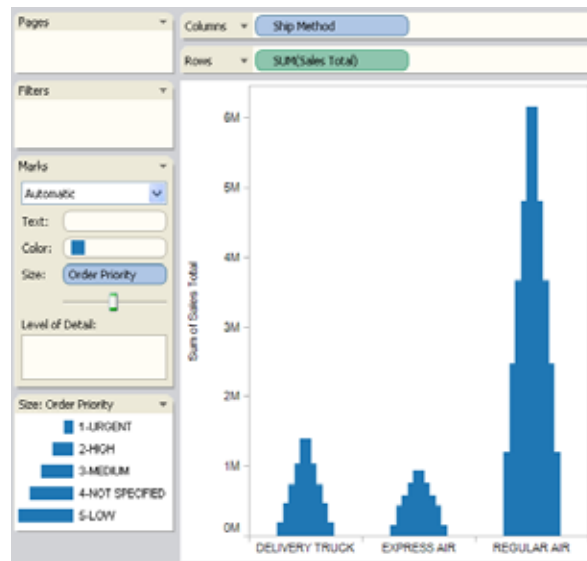 Pages
Columns
Ship Method
Rows
SUM(Sales Total)
Filters
Marks
Automatic
Text:
Color:
Size:
Order Priority
Level of Detail:
Size: Order Priority
1-URGENT
2-HIGH
3-MEDIUM
4-NOT SPECIFIED
5-LOW
Sum of Sales Total
6M
5M
4M
3M
2M
1M
0M
DELIVERY TRUCK
EXPRESS AIR
REGULAR AIR